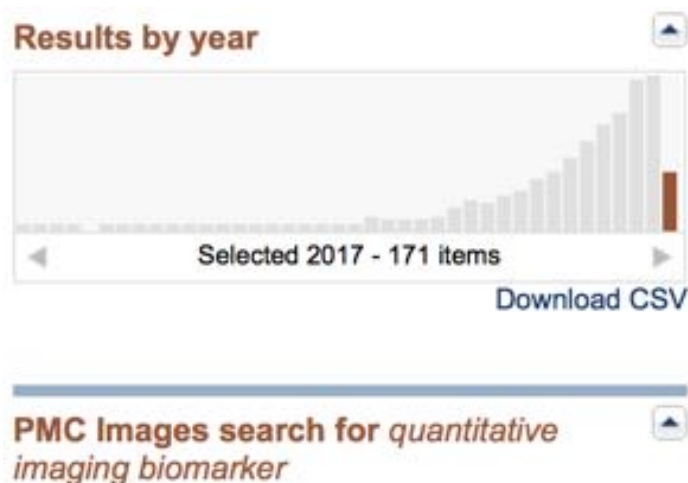 Results by year
Selected 2017 - 171 items
Download CSV
PMC Images search for quantitative
imaging biomarker